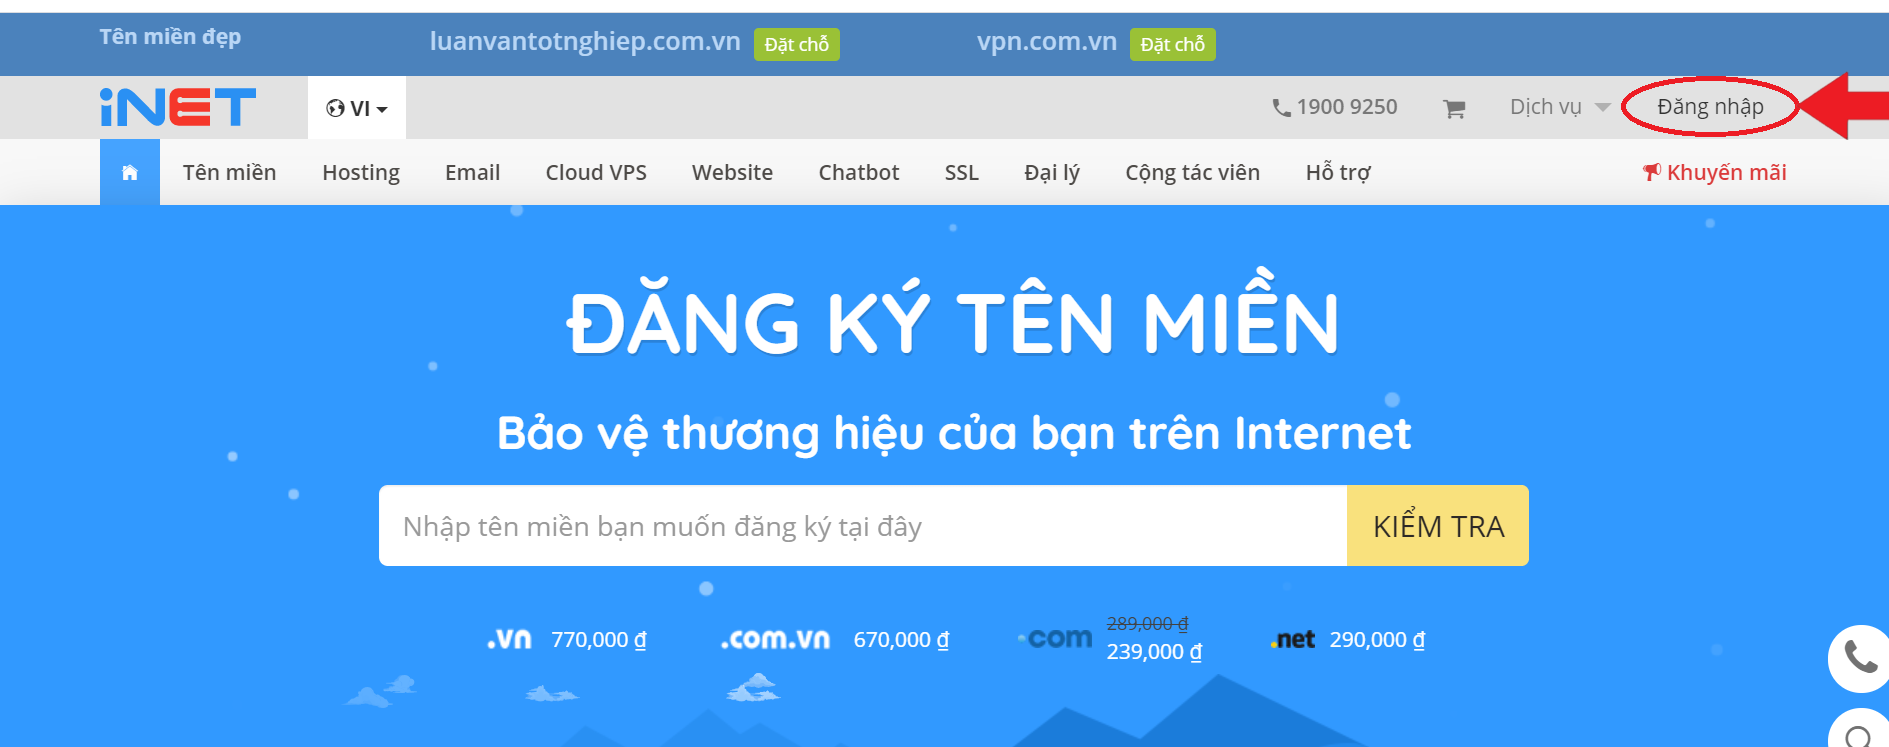 Tên miền đẹp luanvantotnghiep.com.vn Đặt chỗ vpn.com.vn Đặt chỗ
iNET VI 1900 9250 Dịch vụ Đăng nhập
Tên miền Hosting Email Cloud VPS Website Chatbot SSL Đại lý Cộng tác viên Hỗ trợ Khuyến mãi
ĐĂNG KÝ TÊN MIỀN
Bảo vệ thương hiệu của bạn trên Internet
Nhập tên miền bạn muốn đăng ký tại đây KIỂM TRA
.vn 770,000 ₫ .com.vn 670,000 ₫ .com 289,000 ₫ 239,000 ₫ .net 290,000 ₫